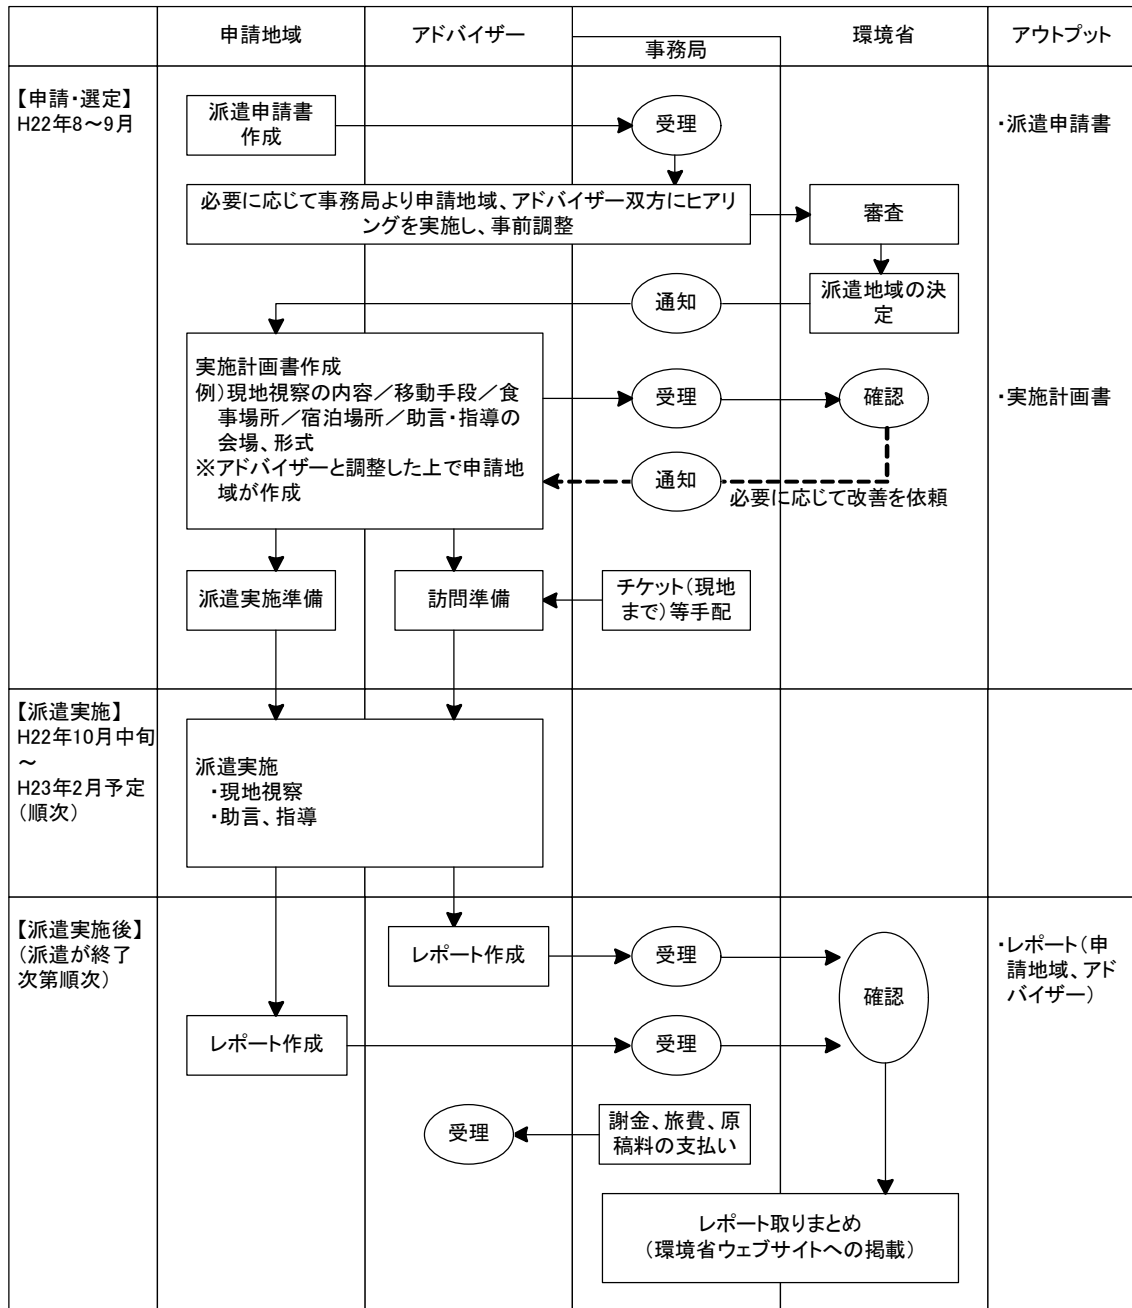 申請地域
アドバイザー
事務局
環境省
アウトプット
【申請・選定】
H22年8～9月
派遣申請書
作成
受理
・派遣申請書
必要に応じて事務局より申請地域、アドバイザー双方にヒアリ
ングを実施し、事前調整
審査
通知
派遣地域の決
定
実施計画書作成
例）現地視察の内容／移動手段／食
事場所／宿泊場所／助言・指導の
会場、形式
※アドバイザーと調整した上で申請地
域が作成
受理
確認
・実施計画書
通知
必要に応じて改善を依頼
派遣実施準備
訪問準備
チケット（現地
まで）等手配
【派遣実施】
H22年10月中旬
～
H23年2月予定
（順次）
派遣実施
・現地視察
・助言、指導
【派遣実施後】
（派遣が終了
次第順次）
レポート作成
受理
確認
・レポート（申
請地域、アド
バイザー）
レポート作成
受理
受理
謝金、旅費、原
稿料の支払い
レポート取りまとめ
（環境省ウェブサイトへの掲載）